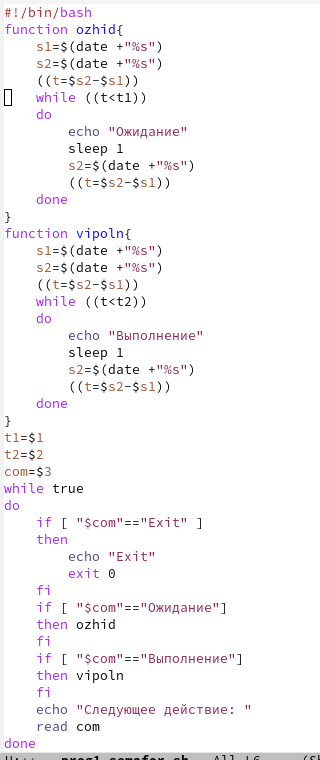 #!/bin/bash
function ozhid{
    s1=$(date +"%s")
    s2=$(date +"%s")
    ((t=$s2-$s1))
    while ((t<t1))
    do
        echo "Ожидание"
        sleep 1
        s2=$(date +"%s")
        ((t=$s2-$s1))
    done
}
function vipoln{
    s1=$(date +"%s")
    s2=$(date +"%s")
    ((t=$s2-$s1))
    while ((t<t2))
    do
        echo "Выполнение"
        sleep 1
        s2=$(date +"%s")
        ((t=$s2-$s1))
    done
}
t1=$1
t2=$2
com=$3
while true
do
    if [ "$com"=="Exit" ]
    then
        echo "Exit"
        exit 0
    fi
    if [ "$com"=="Ожидание"]
    then ozhid
    fi
    if [ "$com"=="Выполнение"]
    then vipoln
    fi
    echo "Следующее действие: "
    read com
done